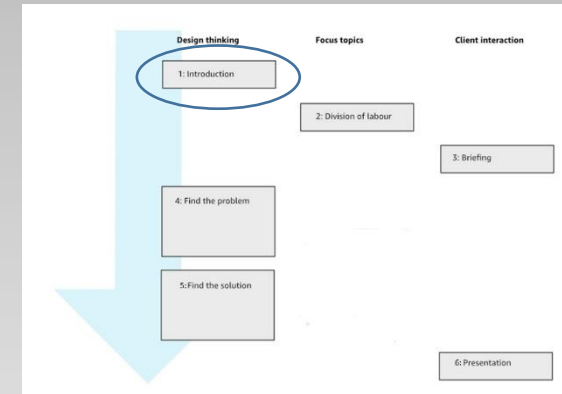 Design thinking Focus topics Client interaction
1: Introduction
2: Division of labour
3: Briefing
4: Find the problem
5:Find the solution
6: Presentation